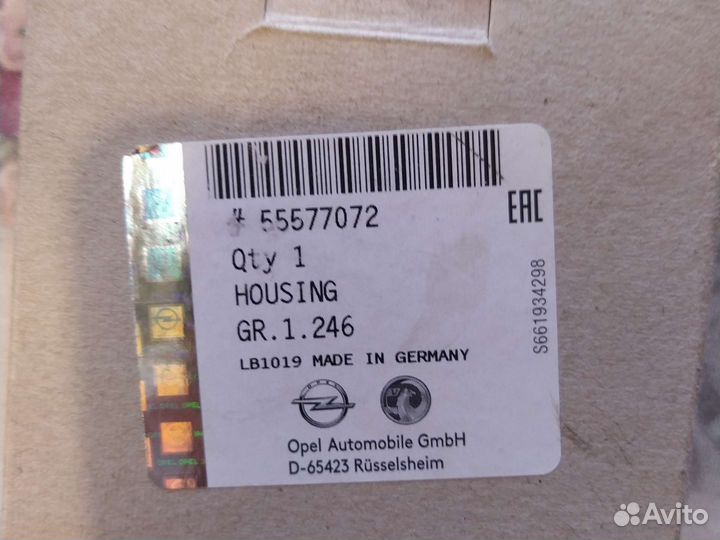 # 55577072
Qty 1
HOUSING
GR.1.246
LB1019 MADE IN GERMANY
Opel Automobile GmbH
D-65423 Rüsselsheim
EAC
S661934298
OPEL
Avito